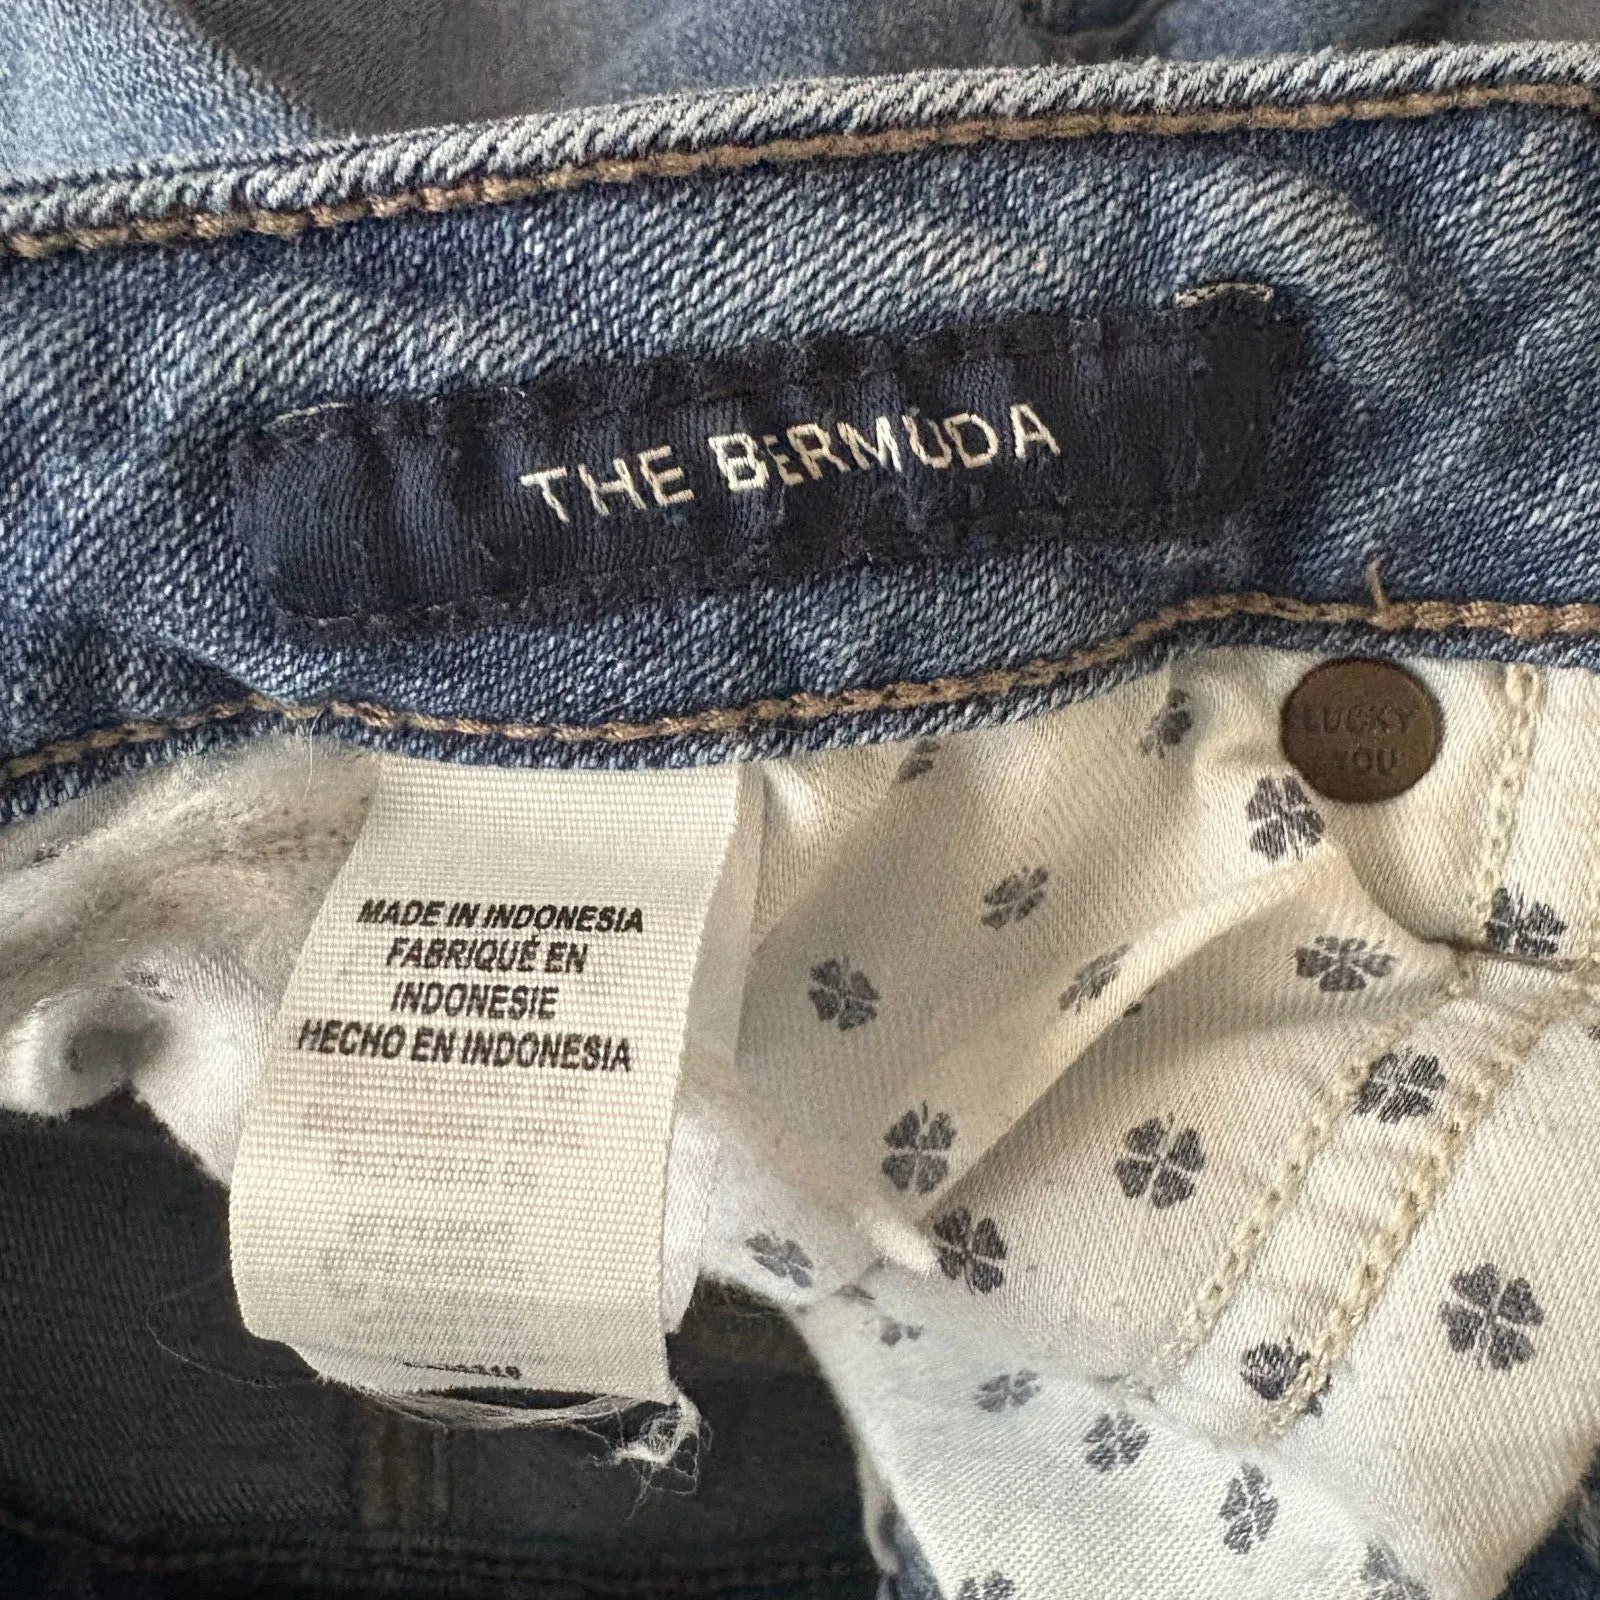 THE BERMUDA
LUCKY
YOU
MADE IN INDONESIA
FABRIQUÉ EN
INDONESIE
HECHO EN INDONESIA